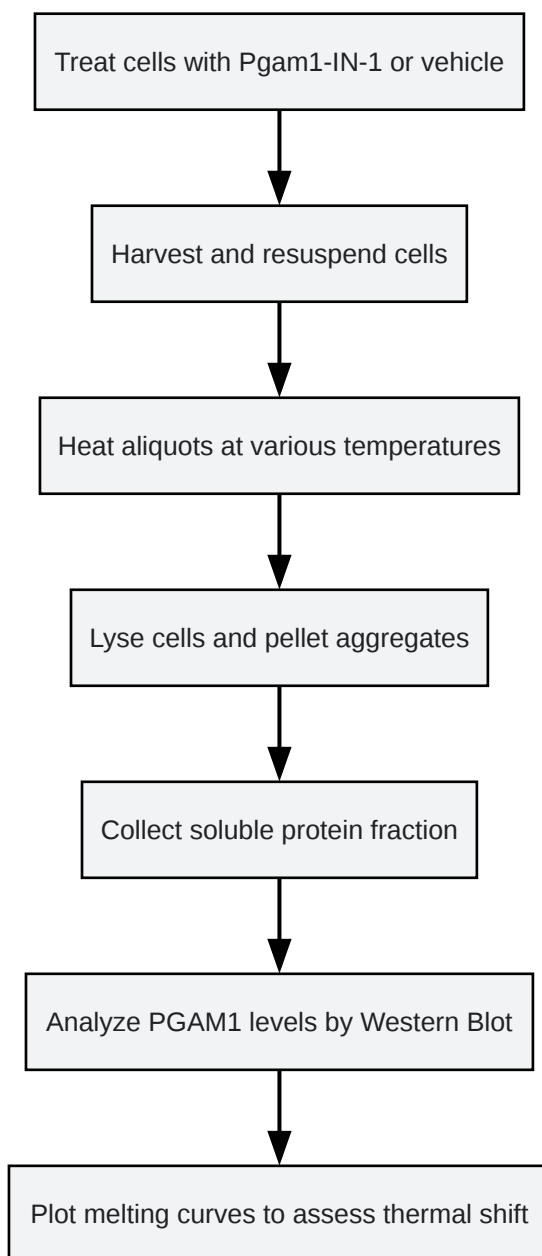 Treat cells with Pgam1-IN-1 or vehicle
Harvest and resuspend cells
Heat aliquots at various temperatures
Lyse cells and pellet aggregates
Collect soluble protein fraction
Analyze PGAM1 levels by Western Blot
Plot melting curves to assess thermal shift